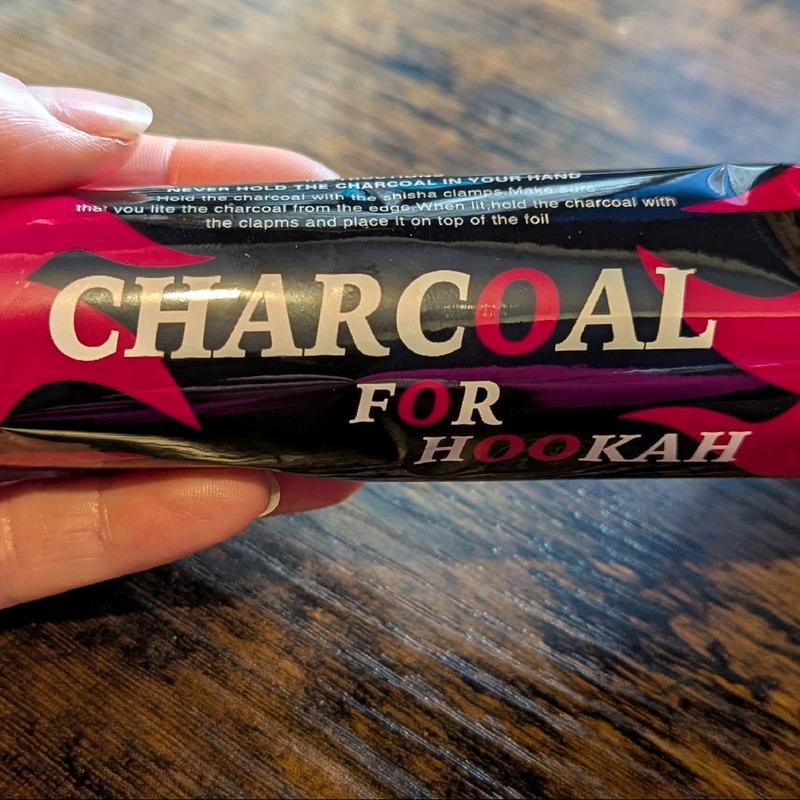 NEVER HOLD THE CHARCOAL IN YOUR HAND
Hold the charcoal with the shisha clamps.Make sure
that you lite the charcoal from the edge.When lit,hold the charcoal with
the clapms and place it on top of the foil
CHARCOAL
FOR
HOOKAH